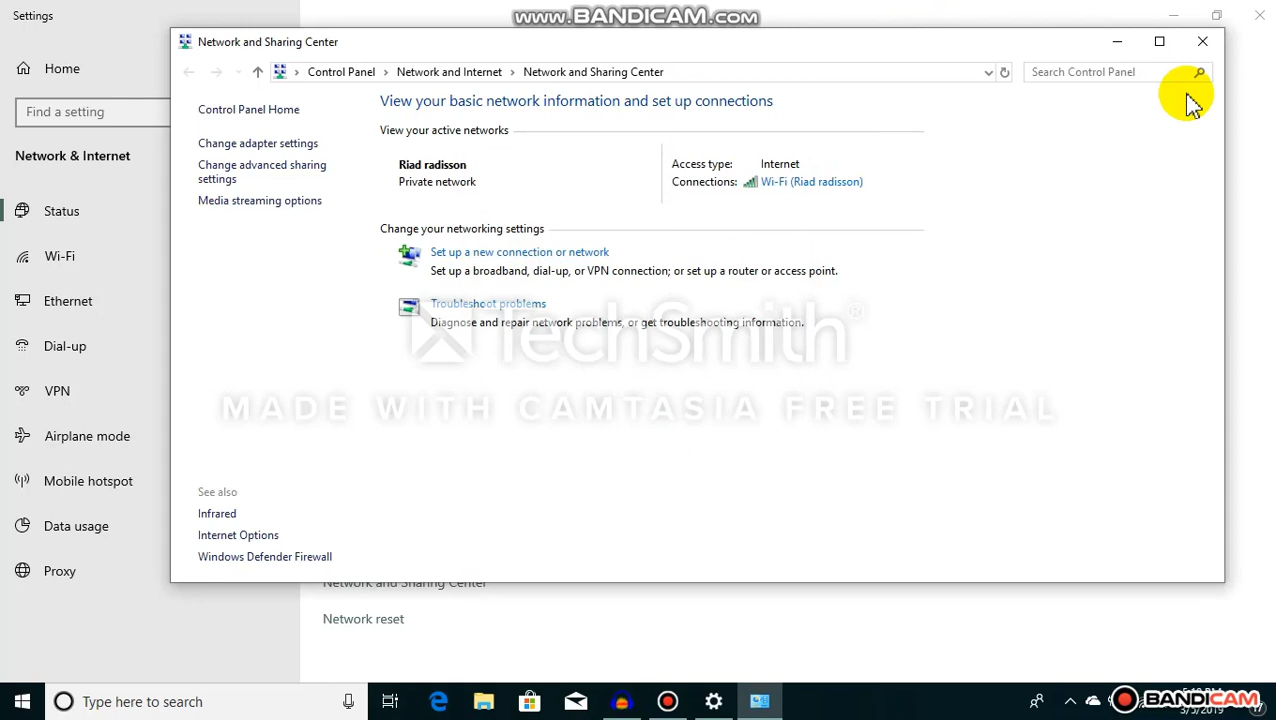 Settings
www.BANDICAM.com
Network and Sharing Center
Home
Control Panel
Network and Internet
Network and Sharing Center
Search Control Panel
Find a setting
Control Panel Home
View your basic network information and set up connections
View your active networks
Change adapter settings
Change advanced sharing settings
Media streaming options
Riad radisson
Private network
Access type:
Internet
Connections:
Wi-Fi (Riad radisson)
Change your networking settings
Set up a new connection or network
Set up a broadband, dial-up, or VPN connection; or set up a router or access point.
Troubleshoot problems
Diagnose and repair network problems, or get troubleshooting information.
TechSmith®
MADE WITH CAMTASIA FREE TRIAL
Network & Internet
Status
Wi-Fi
Ethernet
Dial-up
VPN
Airplane mode
Mobile hotspot
Data usage
Proxy
See also
Infrared
Internet Options
Windows Defender Firewall
Network and Sharing Center
Network reset
Type here to search
BANDICAM
3/5/2019
17